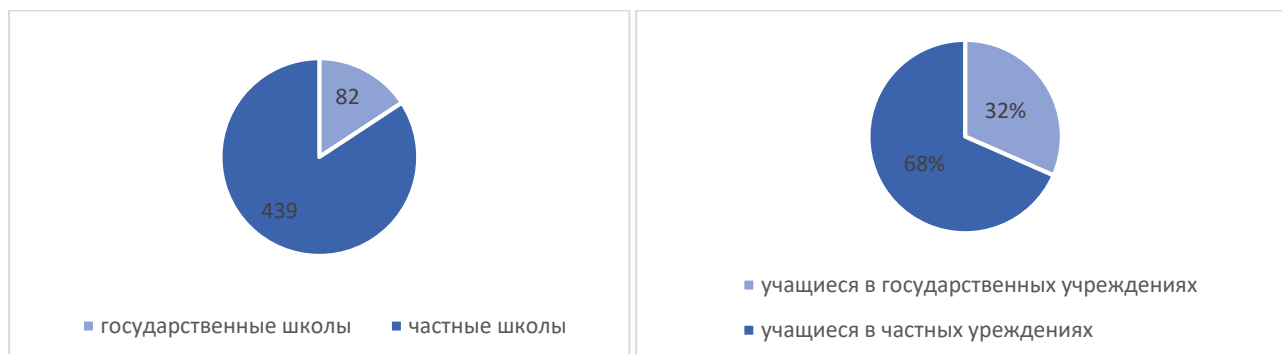 82
439
государственные школы
частные школы
32%
68%
учащиеся в государственных учреждениях
учащиеся в частных уреждениях